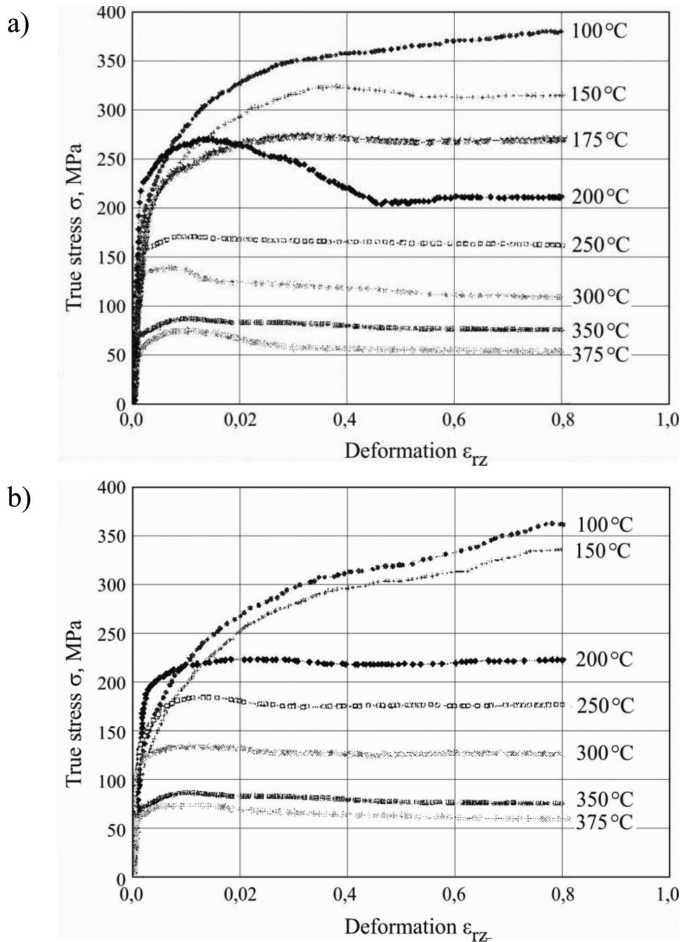 a)
400
350
300
250
200
150
100
50
0
True stress σ, MPa
100°C
150°C
175°C
200°C
250°C
300°C
350°C
375°C
0,0 0,02 0,4 0,6 0,8 1,0
Deformation εrz
b)
400
350
300
250
200
150
100
50
0
True stress σ, MPa
100°C
150°C
200°C
250°C
300°C
350°C
375°C
0,0 0,02 0,4 0,6 0,8 1,0
Deformation εrz